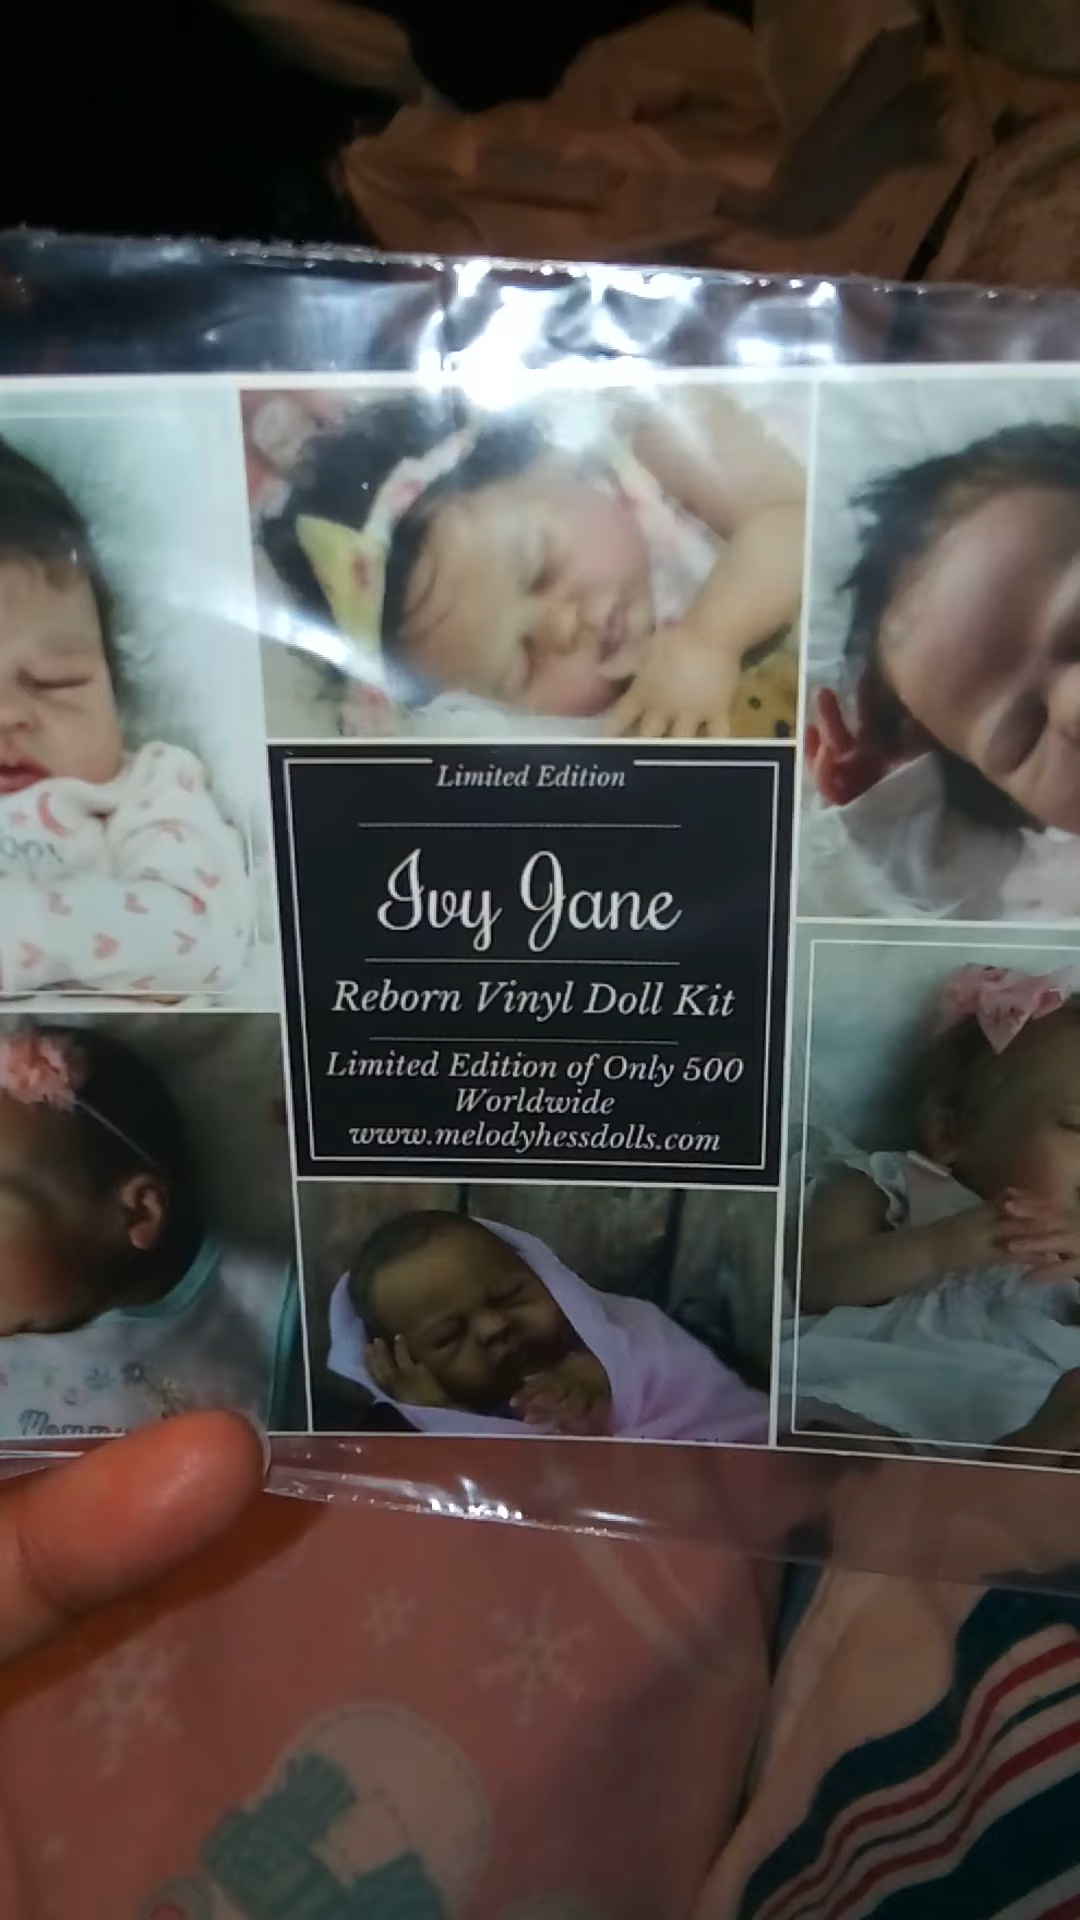 Limited Edition
Ivy Jane
Reborn Vinyl Doll Kit
Limited Edition of Only 500
Worldwide
www.melodyhessdolls.com